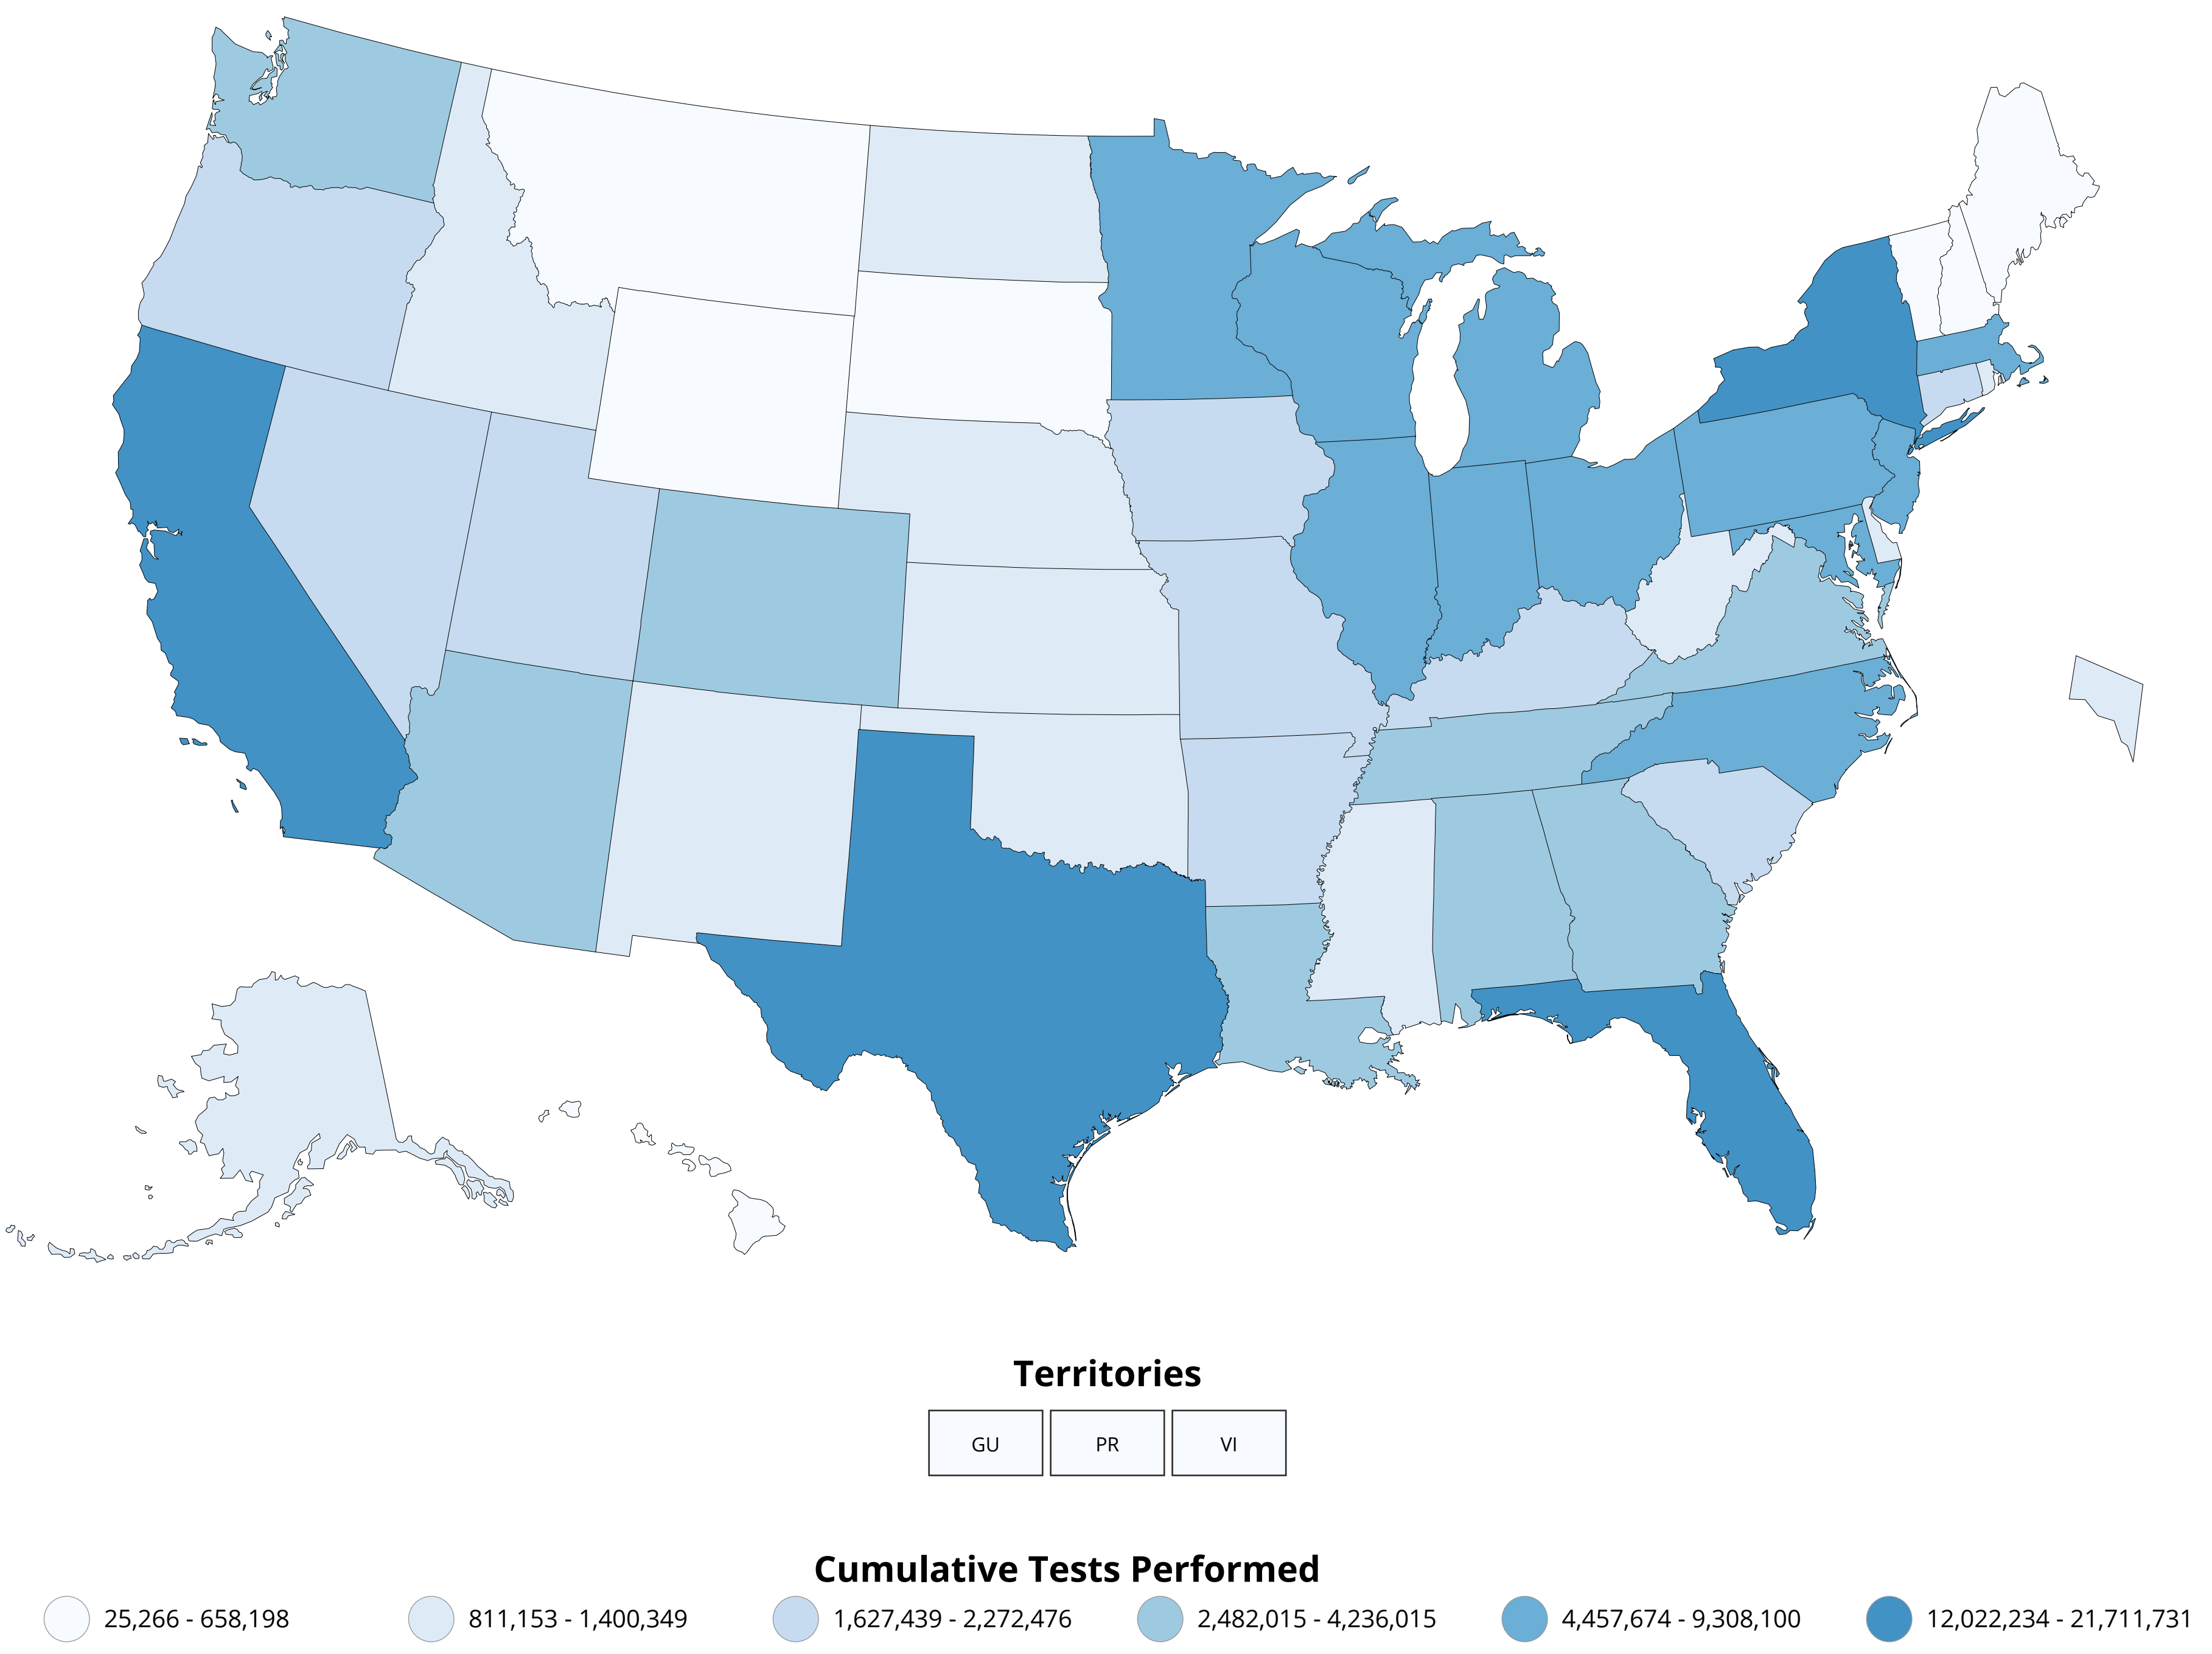 Territories
GU PR VI
Cumulative Tests Performed
25,266 - 658,198 811,153 - 1,400,349 1,627,439 - 2,272,476 2,482,015 - 4,236,015 4,457,674 - 9,308,100 12,022,234 - 21,711,731